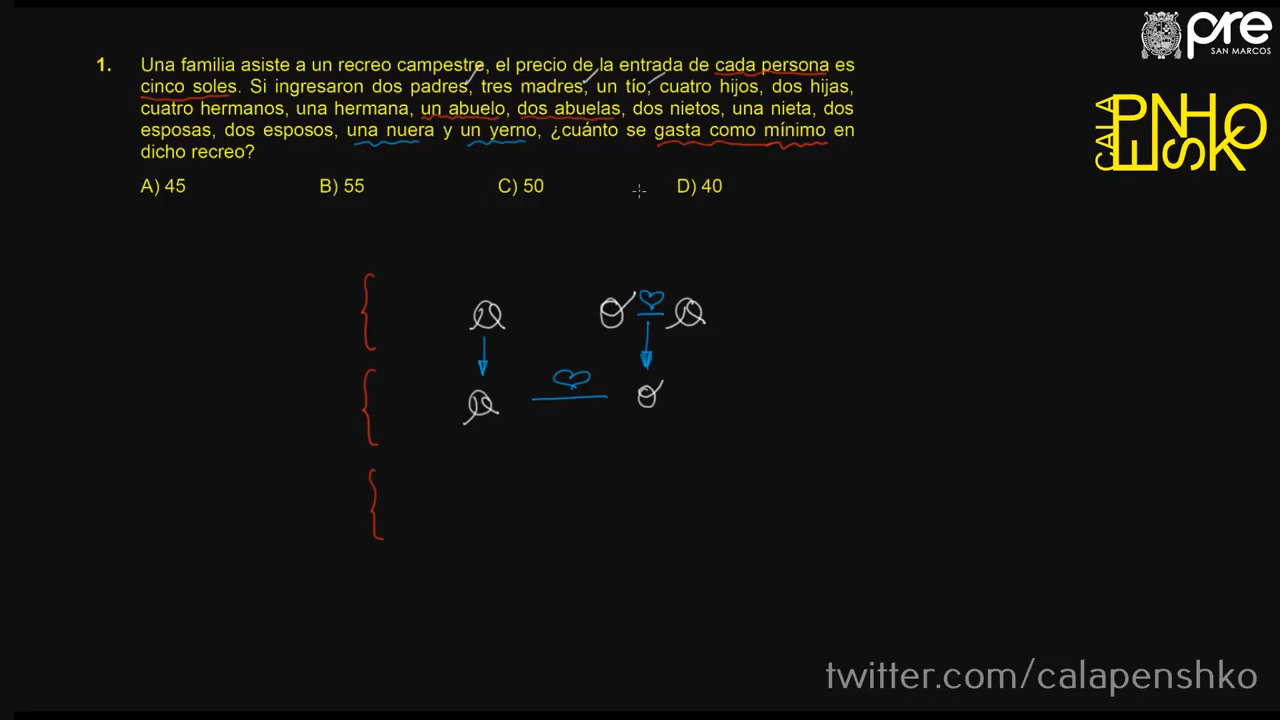 pre
SAN MARCOS
1. Una familia asiste a un recreo campestre, el precio de la entrada de cada persona es
cinco soles. Si ingresaron dos padres, tres madres, un tío, cuatro hijos, dos hijas,
cuatro hermanos, una hermana, un abuelo, dos abuelas, dos nietos, una nieta, dos
esposas, dos esposos, una nuera y un yerno, ¿cuánto se gasta como mínimo en
dicho recreo?
A) 45 B) 55 C) 50 D) 40
CALA
PENSHKO
twitter.com/calapenshko